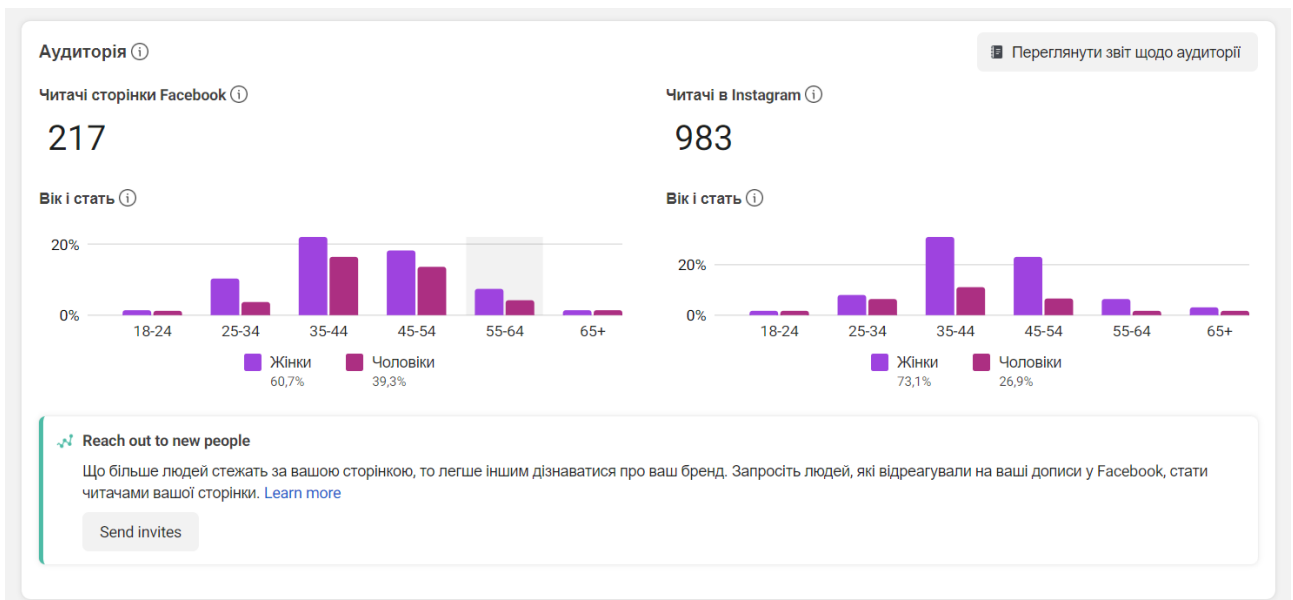 Аудиторія
Переглянути звіт щодо аудиторії
Читачі сторінки Facebook
217
Вік і стать
20%
0%
18-24 25-34 35-44 45-54 55-64 65+
Жінки Чоловіки
60,7% 39,3%
Читачі в Instagram
983
Вік і стать
20%
0%
18-24 25-34 35-44 45-54 55-64 65+
Жінки Чоловіки
73,1% 26,9%
Reach out to new people
Що більше людей стежать за вашою сторінкою, то легше іншим дізнаватися про ваш бренд. Запросіть людей, які відреагували на ваші дописи у Facebook, стати
читачами вашої сторінки. Learn more
Send invites